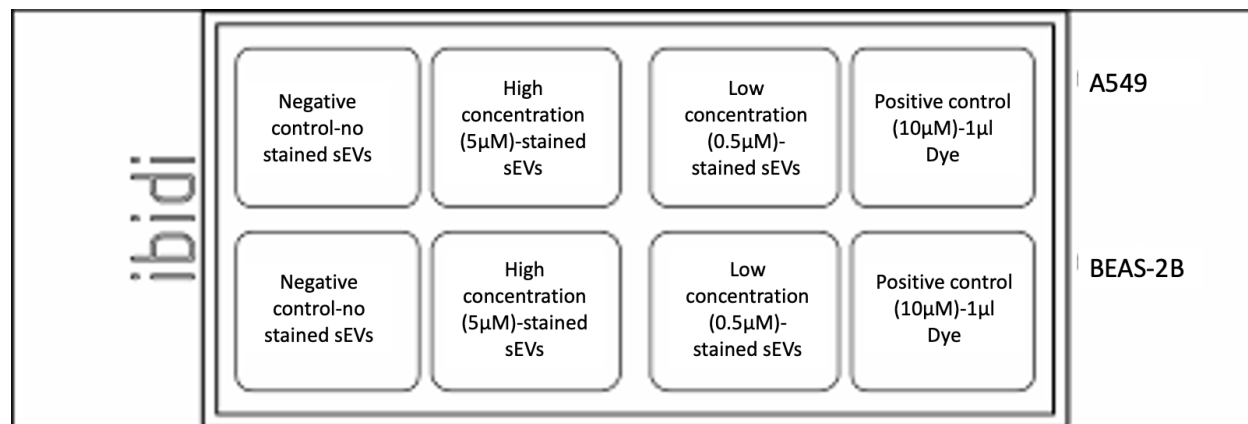 ibidi
Negative
control-no
stained sEVs
High
concentration
(5µM)-stained
sEVs
Low
concentration
(0.5µM)-
stained sEVs
Positive control
(10µM)-1µl
Dye
A549
Negative
control-no
stained sEVs
High
concentration
(5µM)-stained
sEVs
Low
concentration
(0.5µM)-
stained sEVs
Positive control
(10µM)-1µl
Dye
BEAS-2B